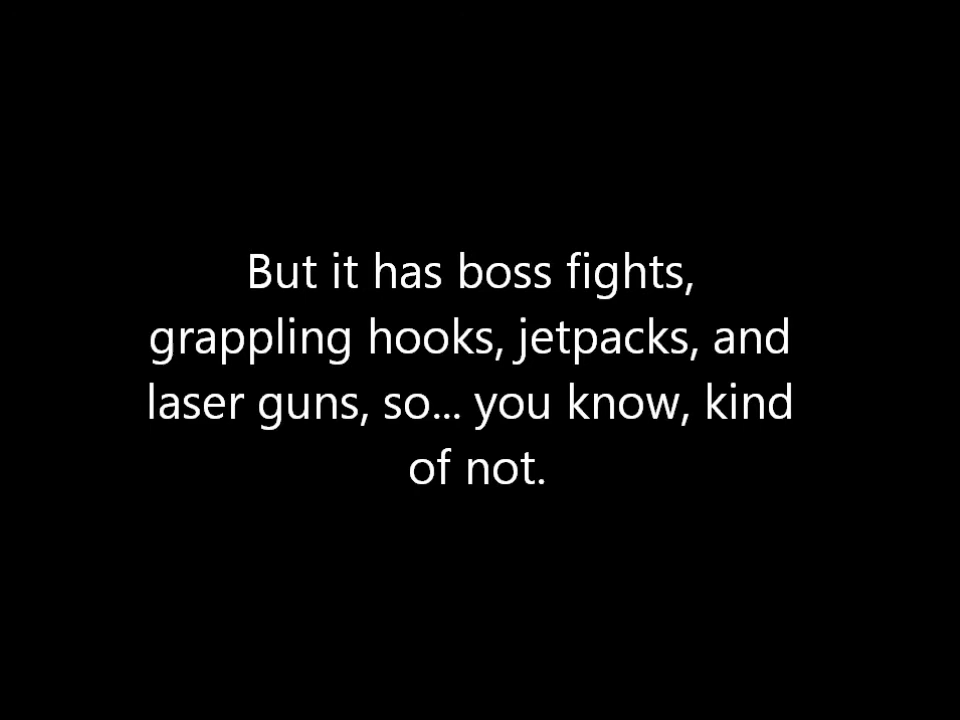 But it has boss fights,
grappling hooks, jetpacks, and
laser guns, so... you know, kind
of not.